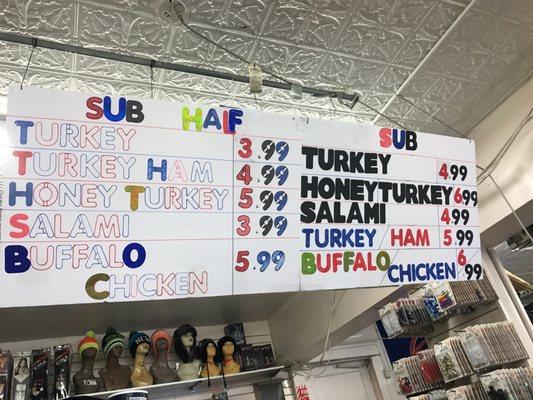 SUB HALF
TURKEY 3.99
TURKEY HAM 4.99
HONEY TURKEY 5.99
SALAMI 3.99
BUFFALO
CHICKEN 5.99
SUB
TURKEY 4.99
HONEYTURKEY 6.99
SALAMI 4.99
TURKEY HAM 5.99
BUFFALO
CHICKEN 6.99